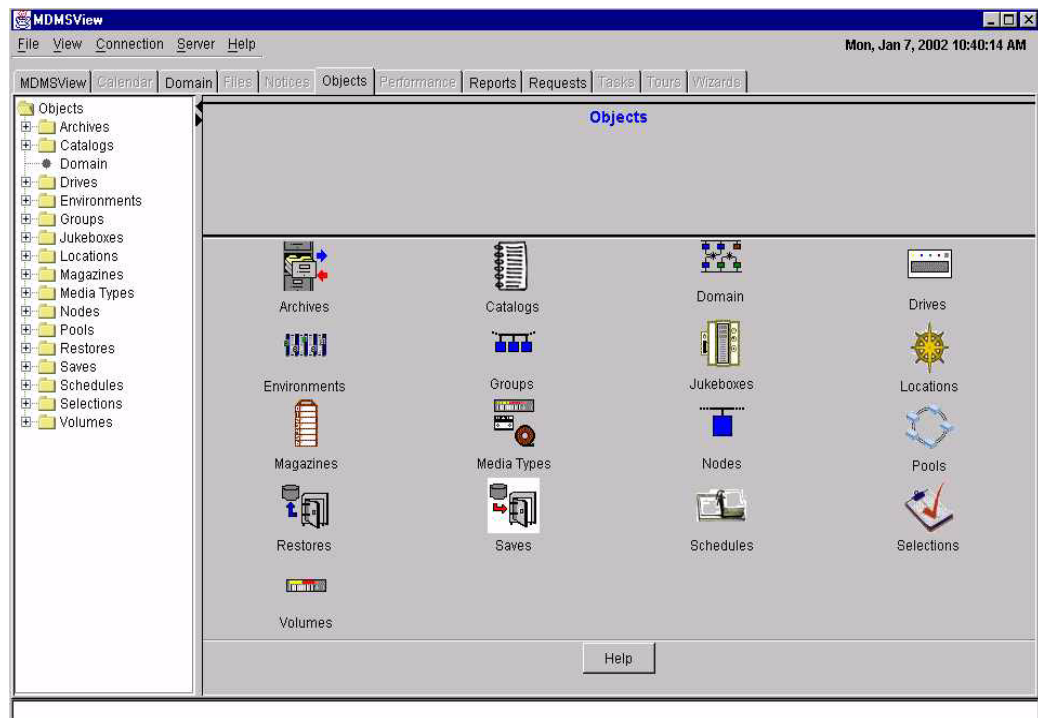 MDMSView
File View Connection Server Help
Mon, Jan 7, 2002 10:40:14 AM
MDMSView Calendar Domain Files Notices Objects Performance Reports Requests Tasks Tours Wizards
Objects
Archives
Catalogs
Domain
Drives
Environments
Groups
Jukeboxes
Locations
Magazines
Media Types
Nodes
Pools
Restores
Saves
Schedules
Selections
Volumes
Objects
Archives Catalogs Domain Drives
Environments Groups Jukeboxes Locations
Magazines Media Types Nodes Pools
Restores Saves Schedules Selections
Volumes
Help